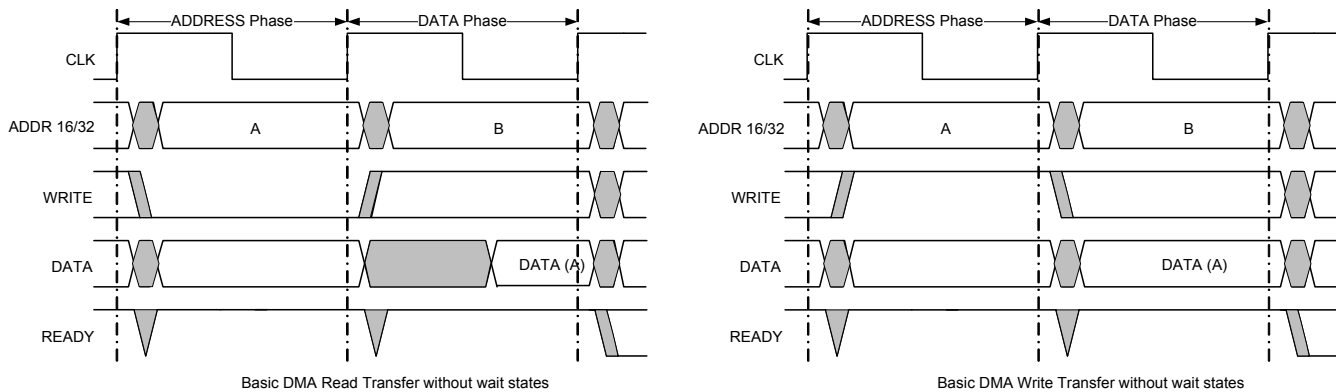 ADDRESS Phase DATA Phase
CLK
ADDR 16/32 A B
WRITE
DATA DATA (A)
READY
Basic DMA Read Transfer without wait states
ADDRESS Phase DATA Phase
CLK
ADDR 16/32 A B
WRITE
DATA DATA (A)
READY
Basic DMA Write Transfer without wait states